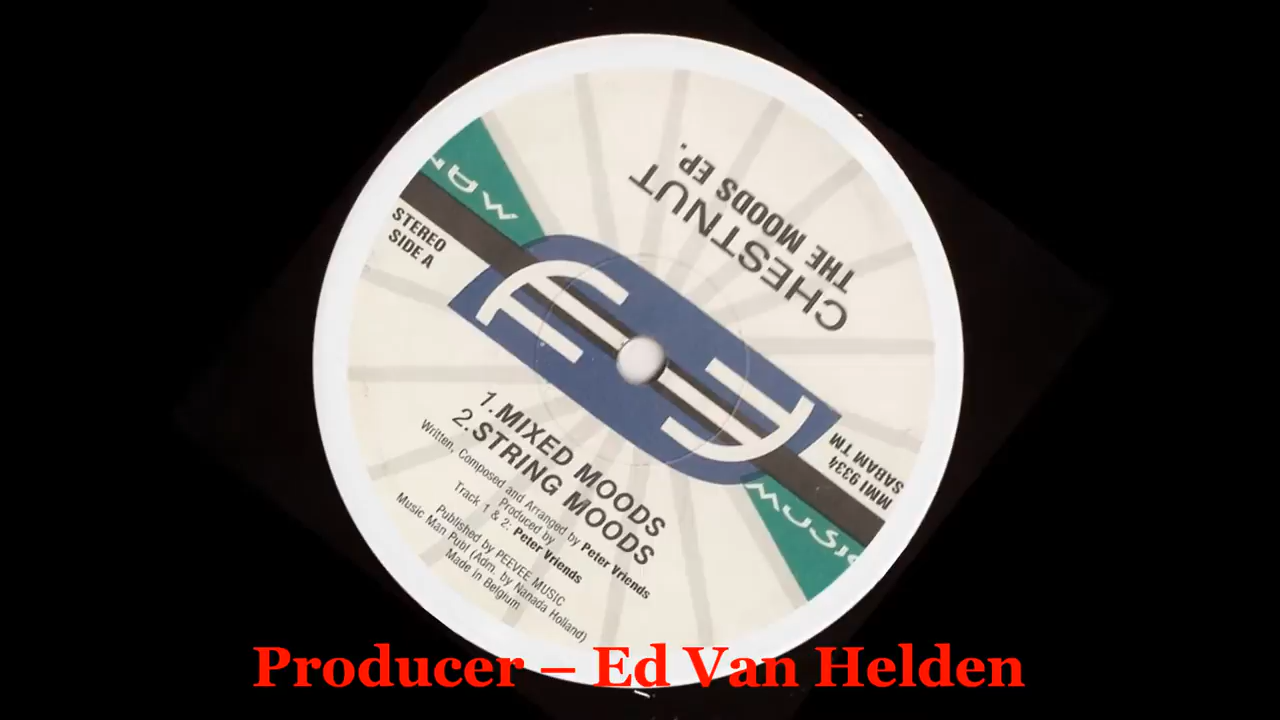 CHESTNUT
THE MOODS EP.
MUSIC
MAN
STEREO
SIDE A
MMI 9334
SABAM TM
1. MIXED MOODS
2. STRING MOODS
Written, Composed and Arranged by Peter Vriends
Produced by
Track 1 & 2: Peter Vriends
Published by PEEVEE MUSIC
Music Man Publ (Adm. by Nanada Holland)
Made in Belgium
Producer – Ed Van Helden